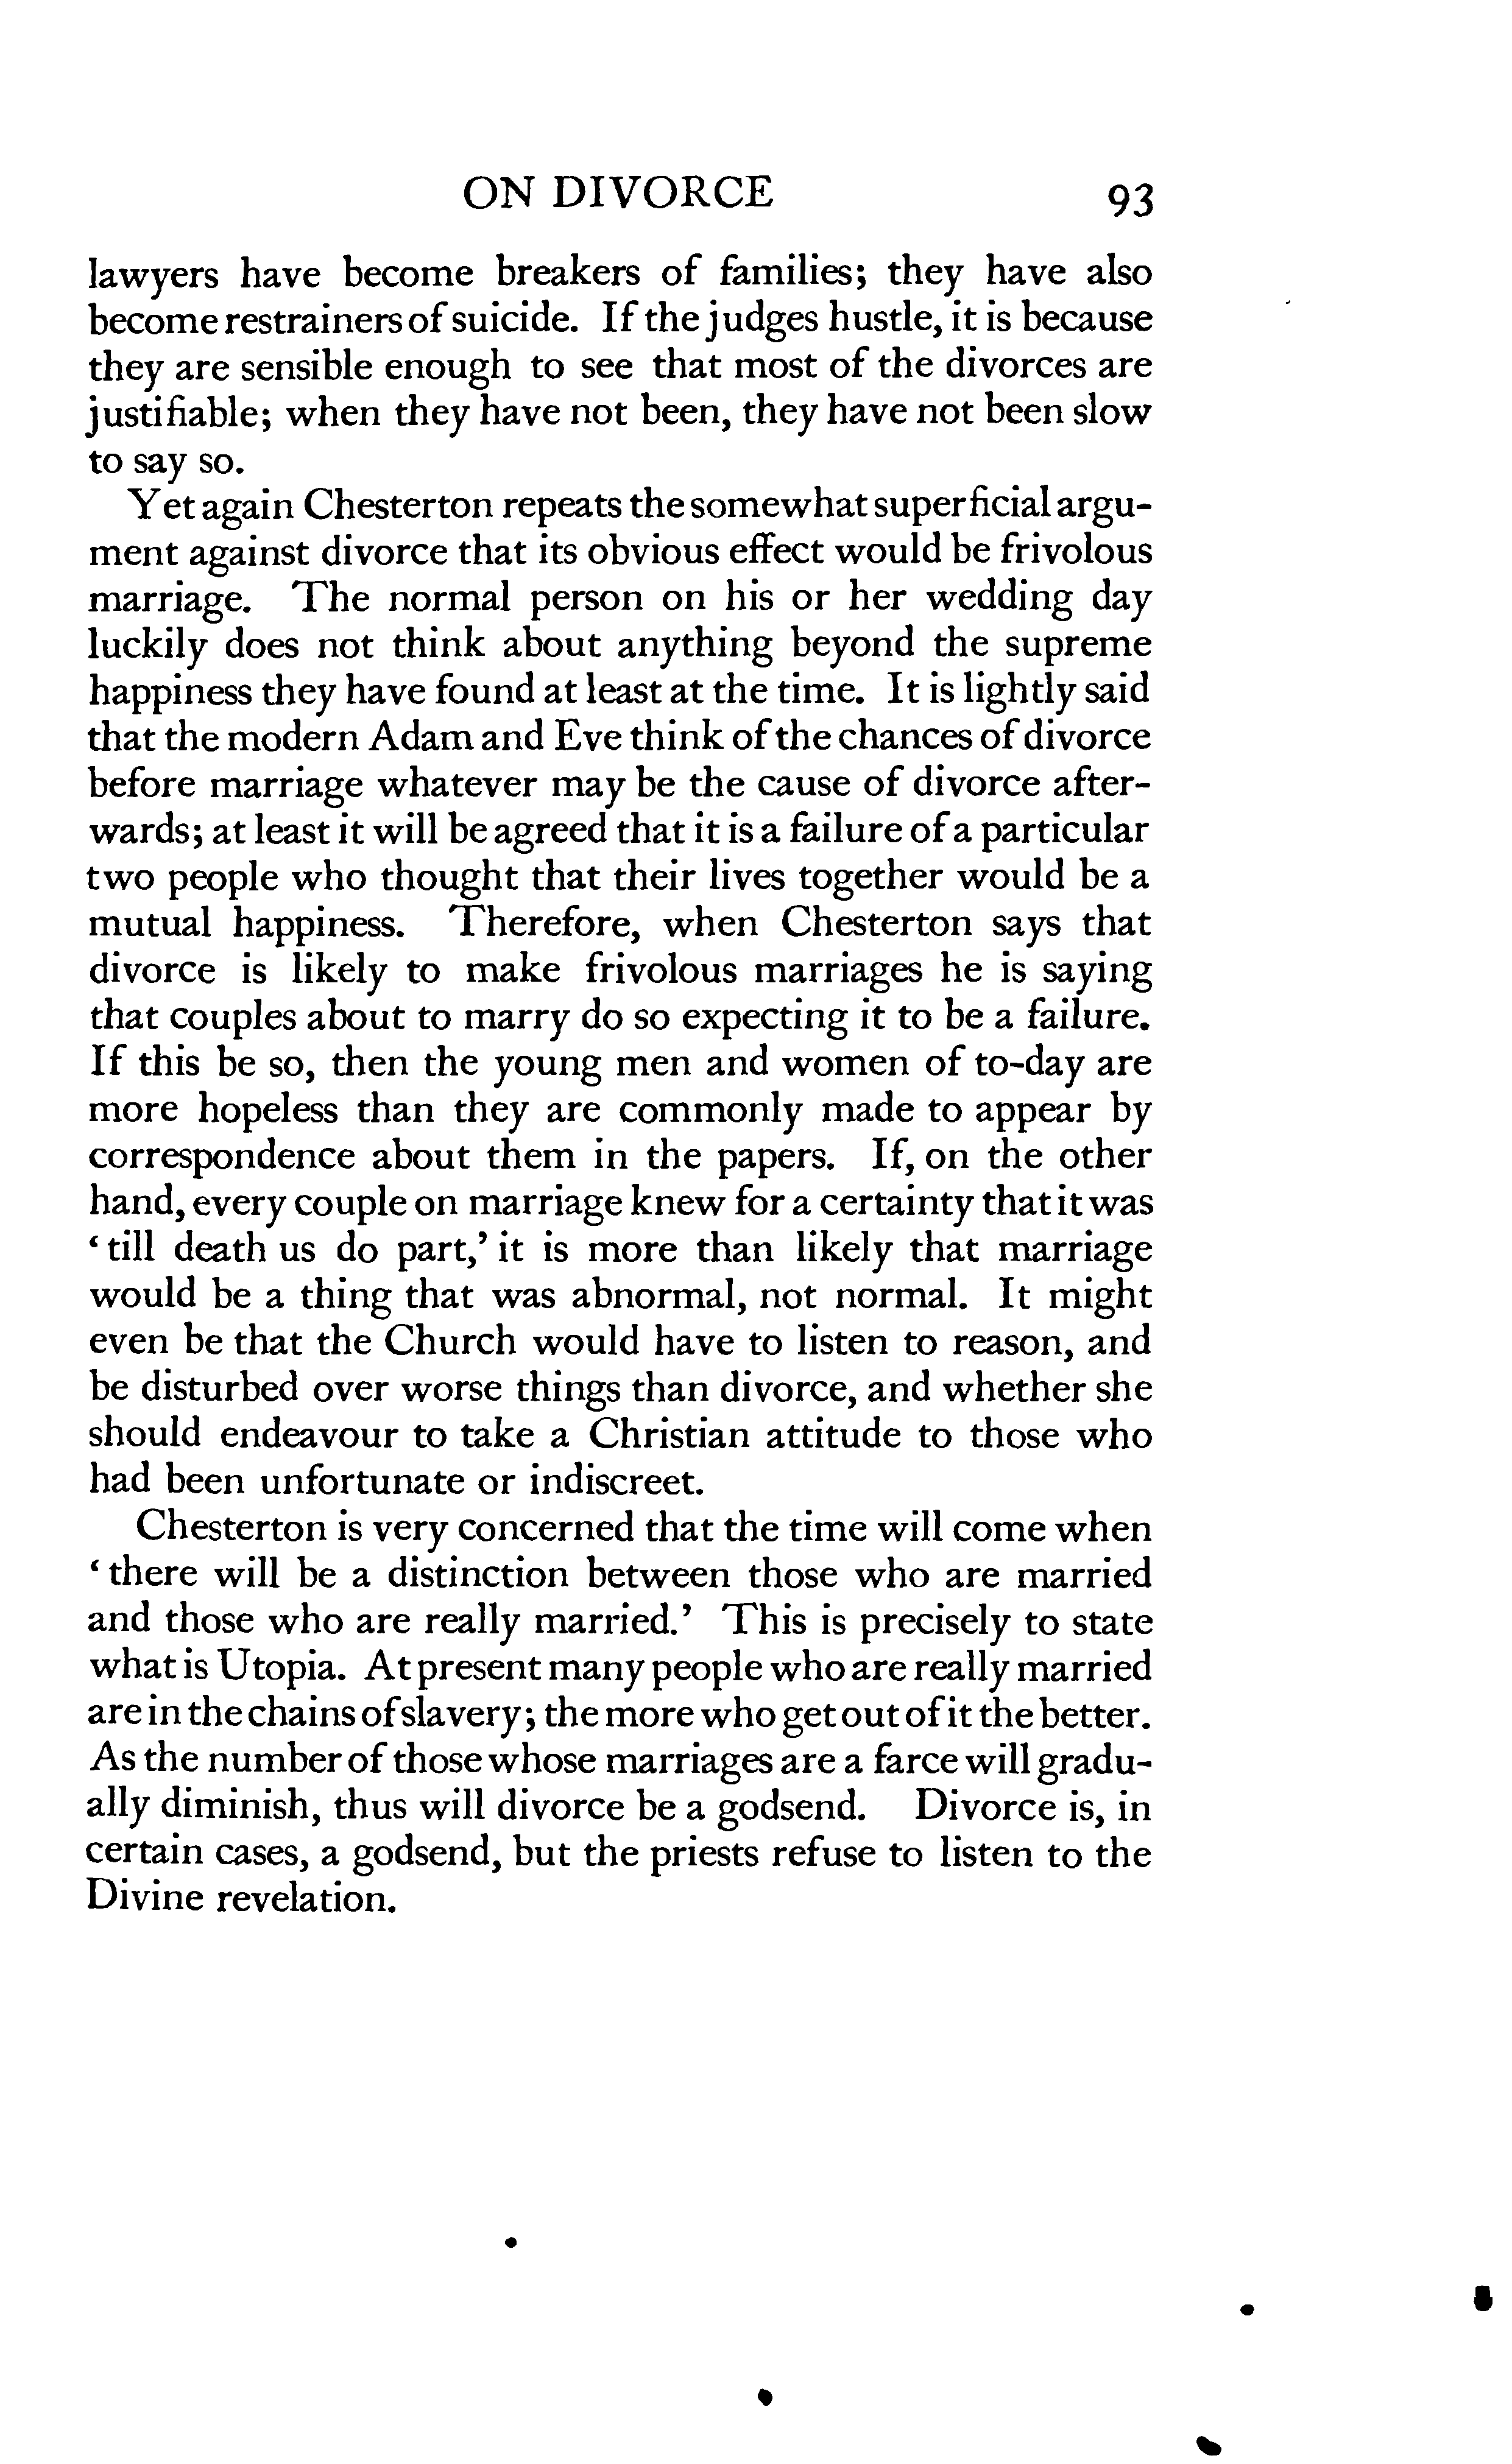 ON DIVORCE 93
lawyers have become breakers of families; they have also
become restrainers of suicide. If the judges hustle, it is because
they are sensible enough to see that most of the divorces are
justifiable; when they have not been, they have not been slow
to say so.
Yet again Chesterton repeats the somewhat superficial argu-
ment against divorce that its obvious effect would be frivolous
marriage. The normal person on his or her wedding day
luckily does not think about anything beyond the supreme
happiness they have found at least at the time. It is lightly said
that the modern Adam and Eve think of the chances of divorce
before marriage whatever may be the cause of divorce after-
wards; at least it will be agreed that it is a failure of a particular
two people who thought that their lives together would be a
mutual happiness. Therefore, when Chesterton says that
divorce is likely to make frivolous marriages he is saying
that couples about to marry do so expecting it to be a failure.
If this be so, then the young men and women of to-day are
more hopeless than they are commonly made to appear by
correspondence about them in the papers. If, on the other
hand, every couple on marriage knew for a certainty that it was
‘till death us do part,’ it is more than likely that marriage
would be a thing that was abnormal, not normal. It might
even be that the Church would have to listen to reason, and
be disturbed over worse things than divorce, and whether she
should endeavour to take a Christian attitude to those who
had been unfortunate or indiscreet.
Chesterton is very concerned that the time will come when
‘there will be a distinction between those who are married
and those who are really married.’ This is precisely to state
what is Utopia. At present many people who are really married
are in the chains of slavery; the more who get out of it the better.
As the number of those whose marriages are a farce will gradu-
ally diminish, thus will divorce be a godsend. Divorce is, in
certain cases, a godsend, but the priests refuse to listen to the
Divine revelation.